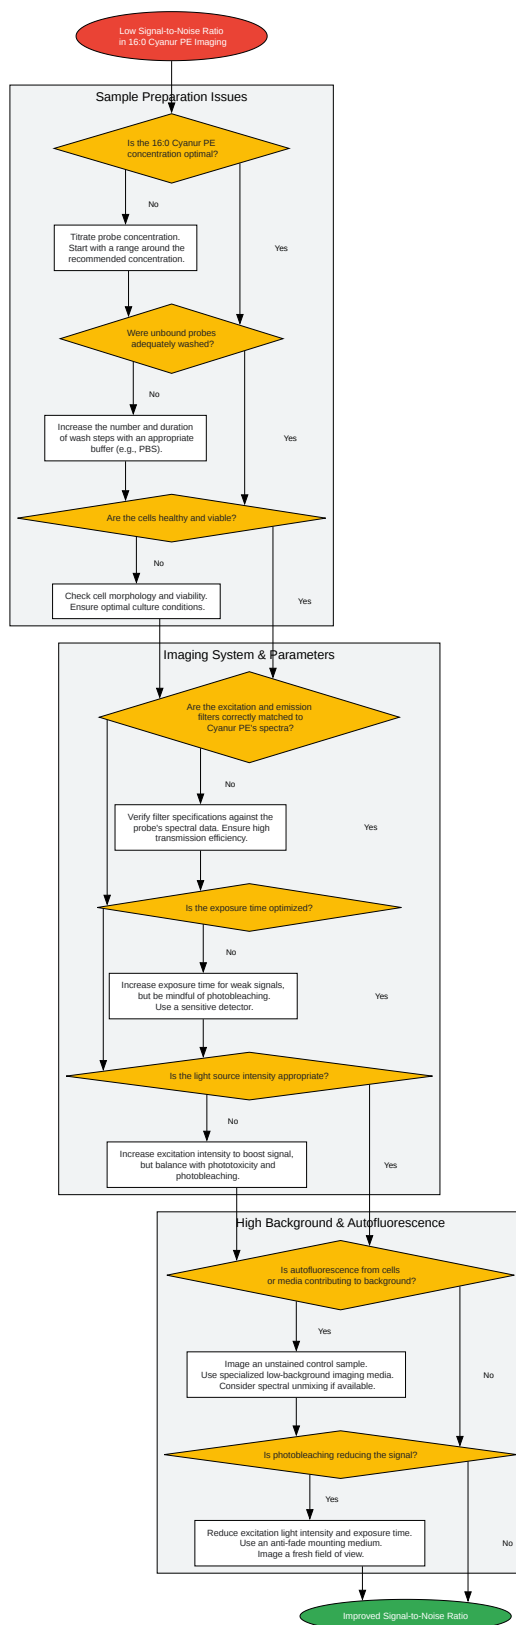 Low Signal-to-Noise Ratio
in 16:0 Cyanur PE Imaging
Sample Preparation Issues
Is the 16:0 Cyanur PE
concentration optimal?
No
Titrate probe concentration.
Start with a range around the
recommended concentration.
Yes
Were unbound probes
adequately washed?
No
Increase the number and duration
of wash steps with an appropriate
buffer (e.g., PBS).
Yes
Are the cells healthy and viable?
No
Check cell morphology and viability.
Ensure optimal culture conditions.
Yes
Imaging System & Parameters
Are the excitation and emission
filters correctly matched to
Cyanur PE's spectra?
No
Verify filter specifications against the
probe's spectral data. Ensure high
transmission efficiency.
Yes
Is the exposure time optimized?
No
Increase exposure time for weak signals,
but be mindful of photobleaching.
Use a sensitive detector.
Yes
Is the light source intensity appropriate?
No
Increase excitation intensity to boost signal,
but balance with phototoxicity and
photobleaching.
Yes
High Background & Autofluorescence
Is autofluorescence from cells
or media contributing to background?
Yes
Image an unstained control sample.
Use specialized low-background imaging media.
Consider spectral unmixing if available.
No
Is photobleaching reducing the signal?
Yes
Reduce excitation light intensity and exposure time.
Use an anti-fade mounting medium.
Image a fresh field of view.
No
Improved Signal-to-Noise Ratio